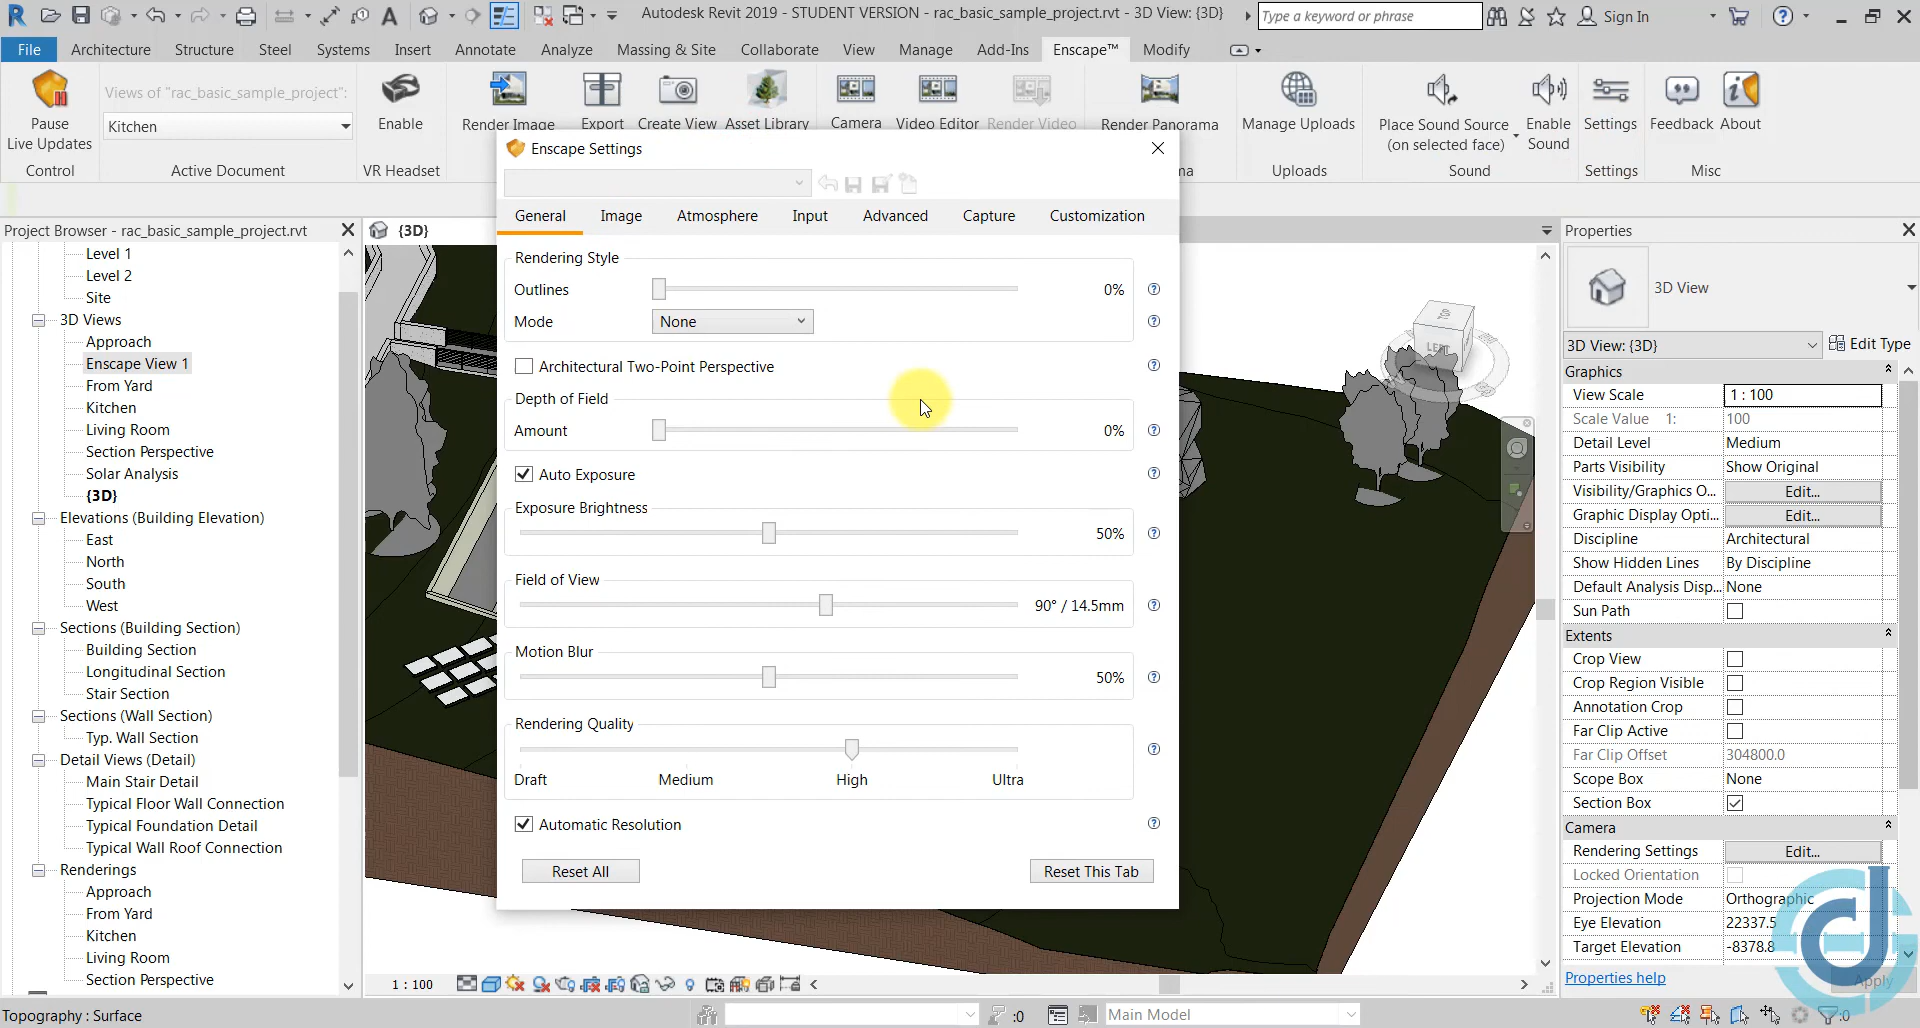 Autodesk Revit 2019 - STUDENT VERSION - rac_basic_sample_project.rvt - 3D View: {3D}
Type a keyword or phrase
Sign In
File Architecture Structure Steel Systems Insert Annotate Analyze Massing & Site Collaborate View Manage Add-Ins Enscape™ Modify
Views of "rac_basic_sample_project":
Kitchen
Pause
Live Updates
Enable
Render Image
Export
Create View
Asset Library
Camera
Video Editor
Render Video
Render Panorama
Manage Uploads
Place Sound Source
(on selected face)
Enable
Sound
Settings
Feedback
About
Control
Active Document
VR Headset
Uploads
Sound
Settings
Misc
Project Browser - rac_basic_sample_project.rvt
Level 1
Level 2
Site
3D Views
Approach
Enscape View 1
From Yard
Kitchen
Living Room
Section Perspective
Solar Analysis
{3D}
Elevations (Building Elevation)
East
North
South
West
Sections (Building Section)
Building Section
Longitudinal Section
Stair Section
Sections (Wall Section)
Typ. Wall Section
Detail Views (Detail)
Main Stair Detail
Typical Floor Wall Connection
Typical Foundation Detail
Typical Wall Roof Connection
Renderings
Approach
From Yard
Kitchen
Living Room
Section Perspective
{3D}
Enscape Settings
General Image Atmosphere Input Advanced Capture Customization
Rendering Style
Outlines 0%
Mode None
Architectural Two-Point Perspective
Depth of Field
Amount 0%
Auto Exposure
Exposure Brightness
50%
Field of View
90° / 14.5mm
Motion Blur
50%
Rendering Quality
Draft Medium High Ultra
Automatic Resolution
Reset All Reset This Tab
LEFT
Properties
3D View
3D View: {3D} Edit Type
Graphics
View Scale 1 : 100
Scale Value 1: 100
Detail Level Medium
Parts Visibility Show Original
Visibility/Graphics O... Edit...
Graphic Display Opti... Edit...
Discipline Architectural
Show Hidden Lines By Discipline
Default Analysis Disp... None
Sun Path
Extents
Crop View
Crop Region Visible
Annotation Crop
Far Clip Active
Far Clip Offset 304800.0
Scope Box None
Section Box
Camera
Rendering Settings Edit...
Locked Orientation
Projection Mode Orthographic
Eye Elevation 22337.5
Target Elevation -8378.8
Properties help Apply
1 : 100
Topography : Surface
:0
Main Model
:0